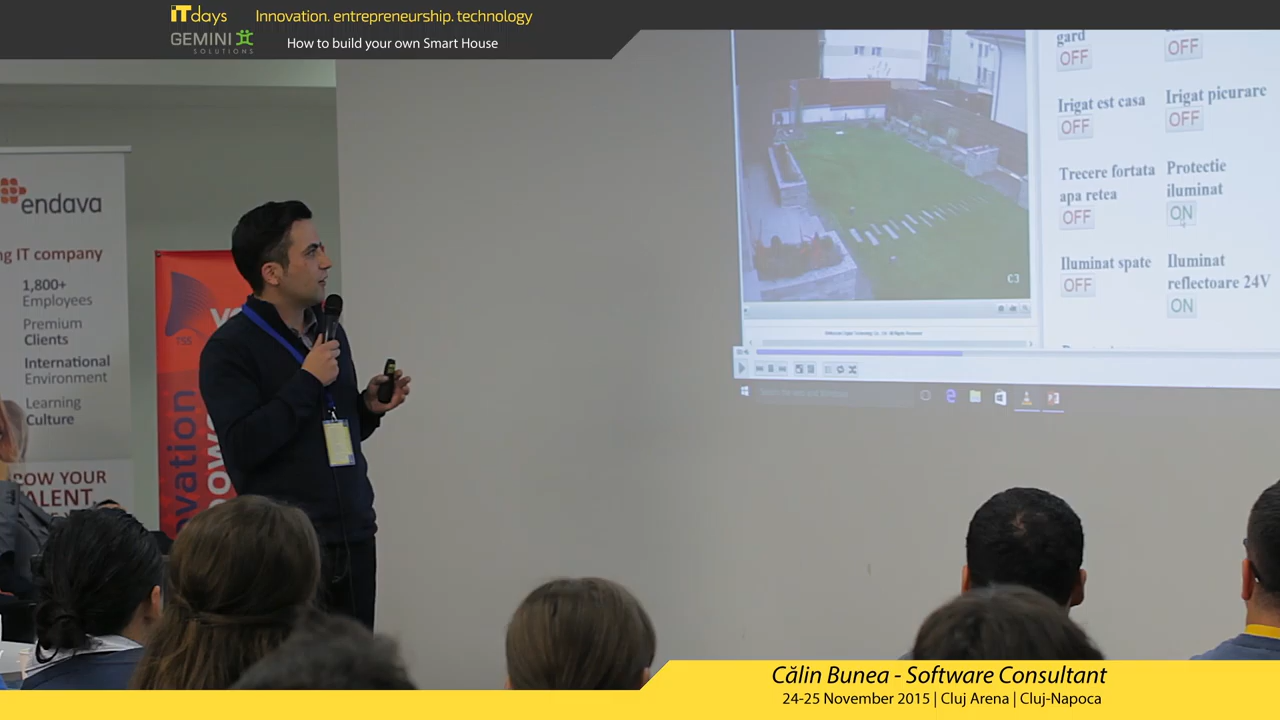 ITdays
Innovation. entrepreneurship. technology
GEMINI
SOLUTIONS
How to build your own Smart House
endava
ng IT company
1,800+
Employees
Premium
Clients
International
Environment
Learning
Culture
ROW YOUR
ALENT
TSS
ovation
gard
OFF
OFF
Irigat est casa
OFF
Irigat picurare
OFF
Trecere fortata
apa retea
OFF
Protectie
iluminat
ON
Iluminat spate
OFF
Iluminat
reflectoare 24V
ON
C3
Călin Bunea - Software Consultant
24-25 November 2015 | Cluj Arena | Cluj-Napoca